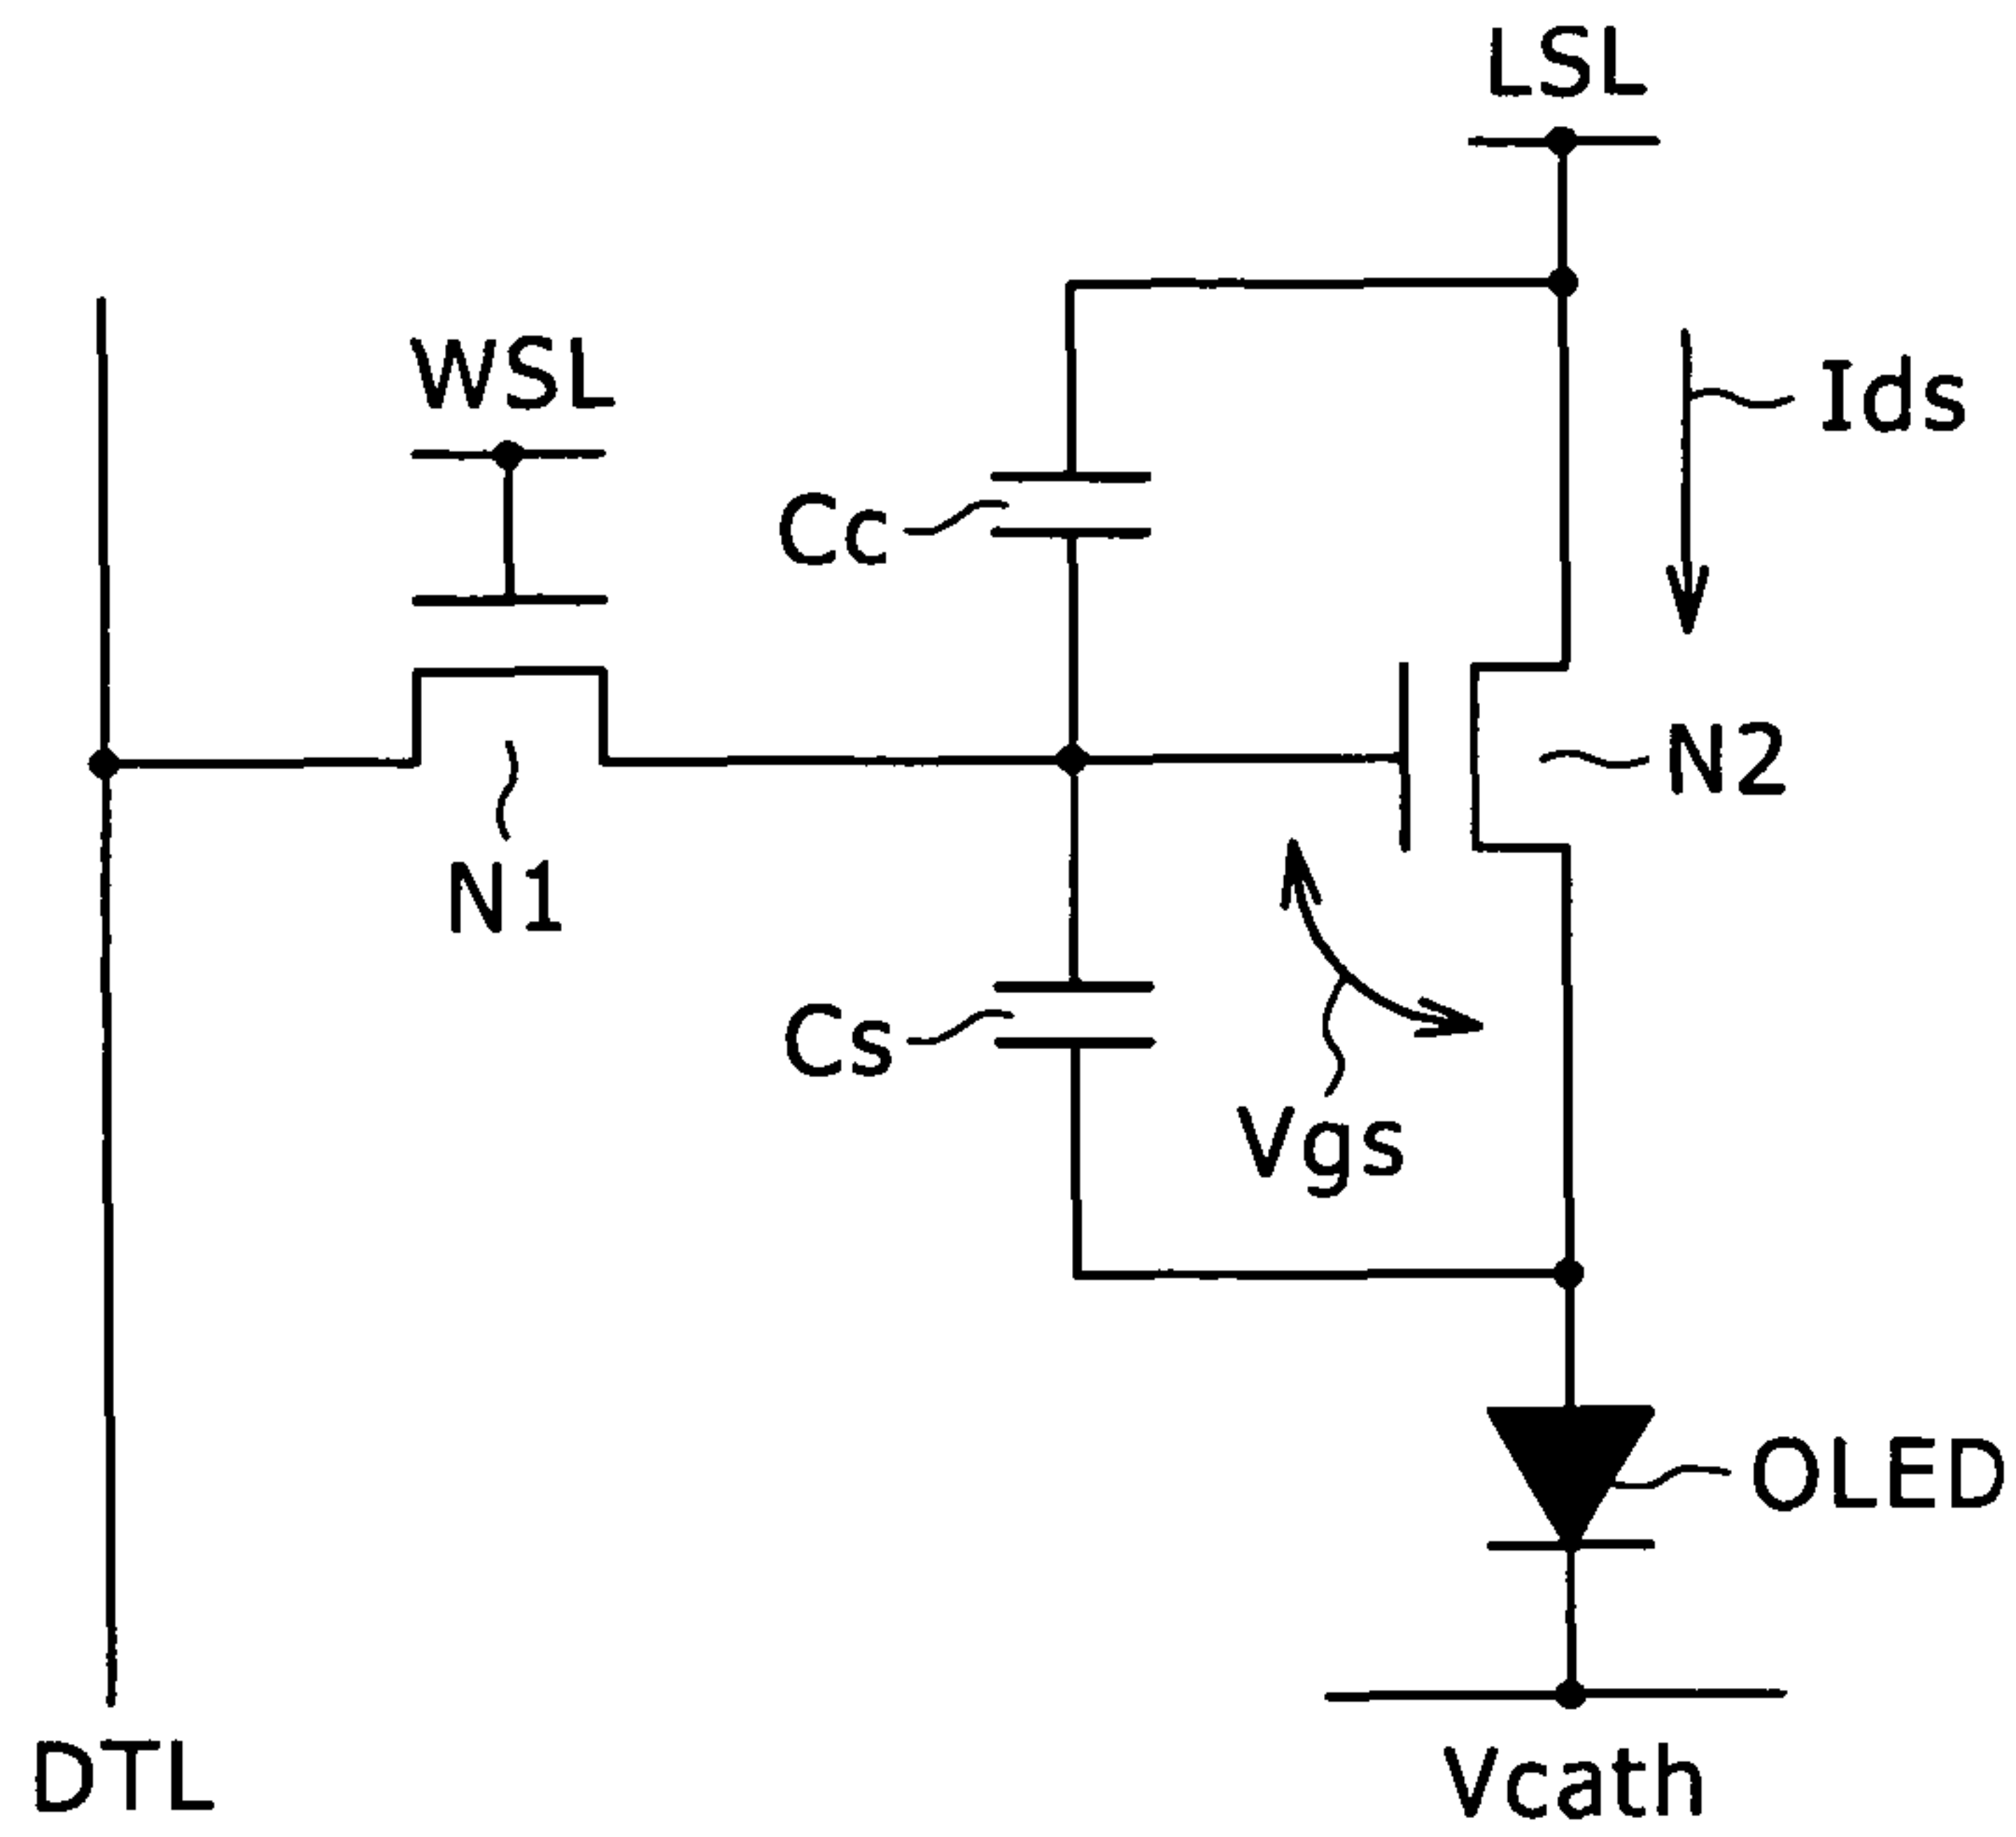 LSL
WSL
Ids
Cc
N2
N1
Cs
Vgs
OLED
DTL
Vcath